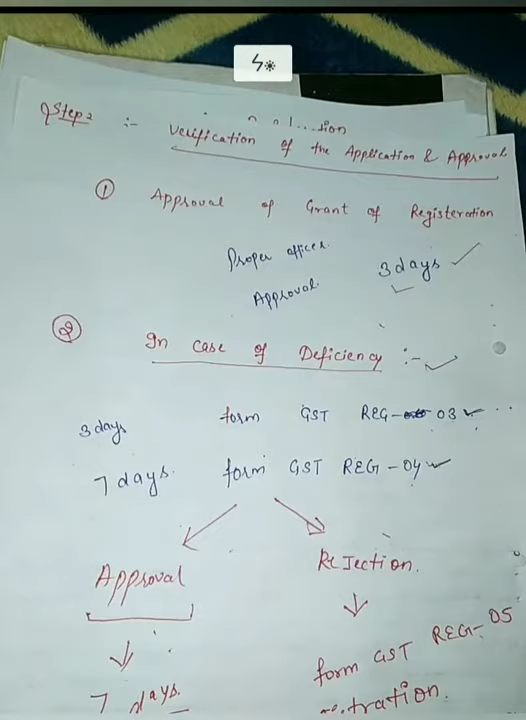 Step 2 :-
Verification of the Application & Approval
① Approval of Grant of Registeration
Proper officer.
Approval. 3 days
② In case of Deficiency :-
3 days form GST REG- 03
7 days. form GST REG-04
Approval Rejection.
7 days. form GST REG-05